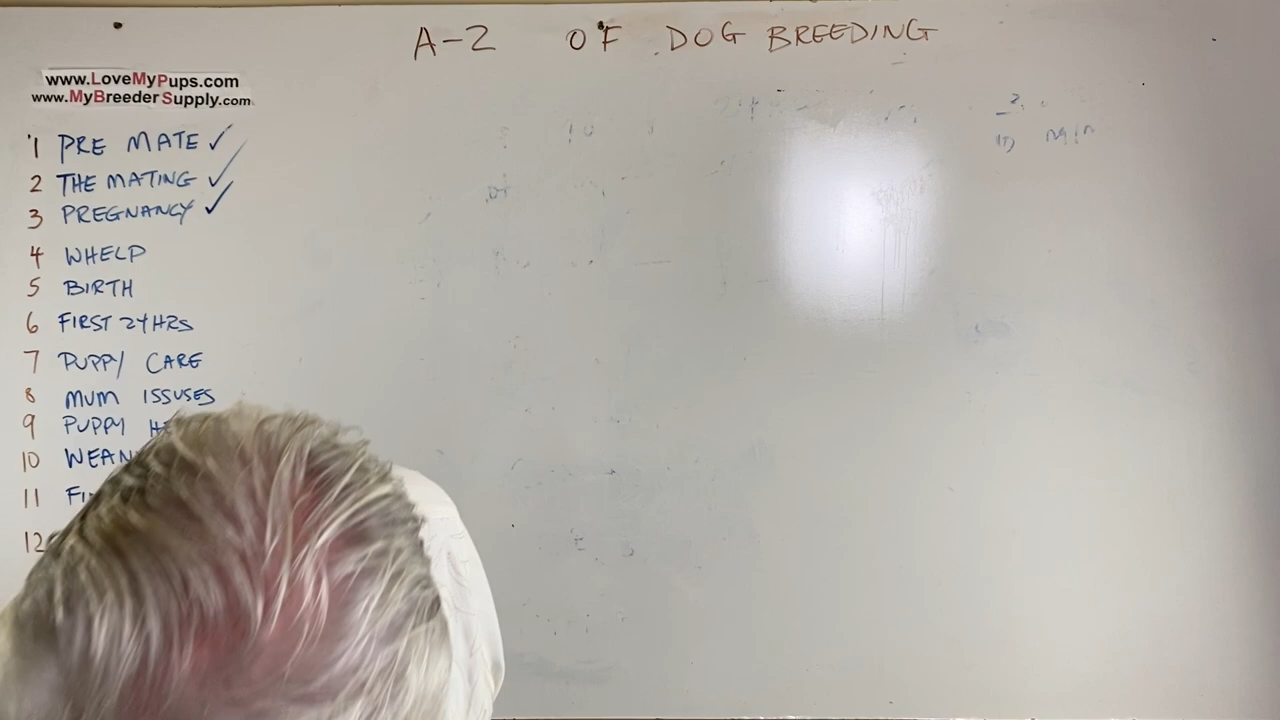 A-Z OF DOG BREEDING
www.LoveMyPups.com
www.MyBreederSupply.com
1 PRE MATE ✓
2 THE MATING ✓
3 PREGNANCY ✓
4 WHELP
5 BIRTH
6 FIRST 24HRS
7 PUPPY CARE
8 MUM ISSUSES
9 PUPPY
10
11
12